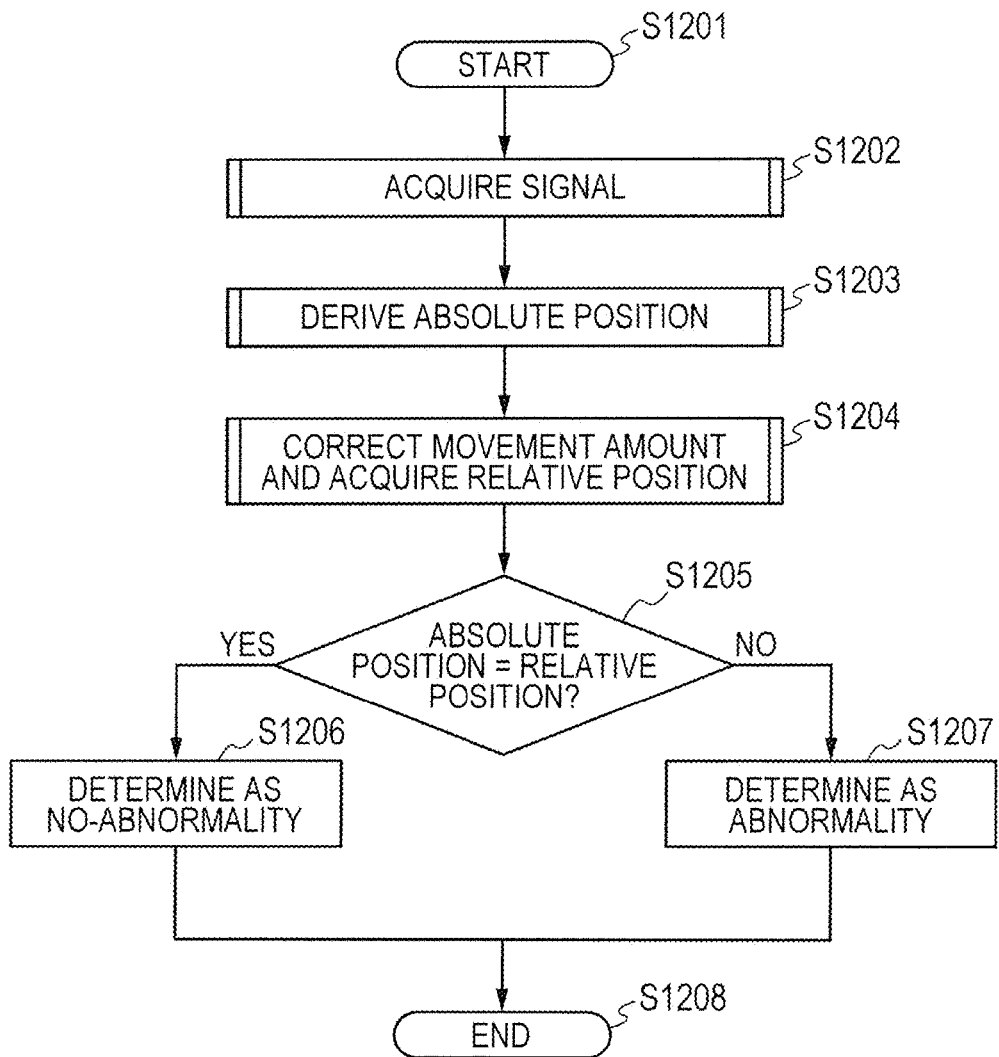 S1201
START
S1202
ACQUIRE SIGNAL
S1203
DERIVE ABSOLUTE POSITION
S1204
CORRECT MOVEMENT AMOUNT
AND ACQUIRE RELATIVE POSITION
S1205
YES
ABSOLUTE
POSITION = RELATIVE
POSITION?
NO
S1206
DETERMINE AS
NO-ABNORMALITY
S1207
DETERMINE AS
ABNORMALITY
S1208
END